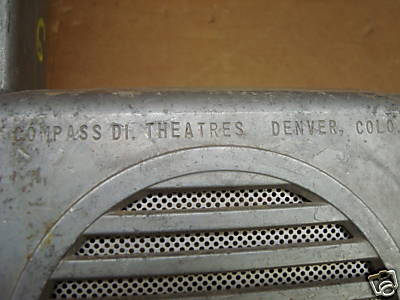 COMPASS DI. THEATRES DENVER, COLO.